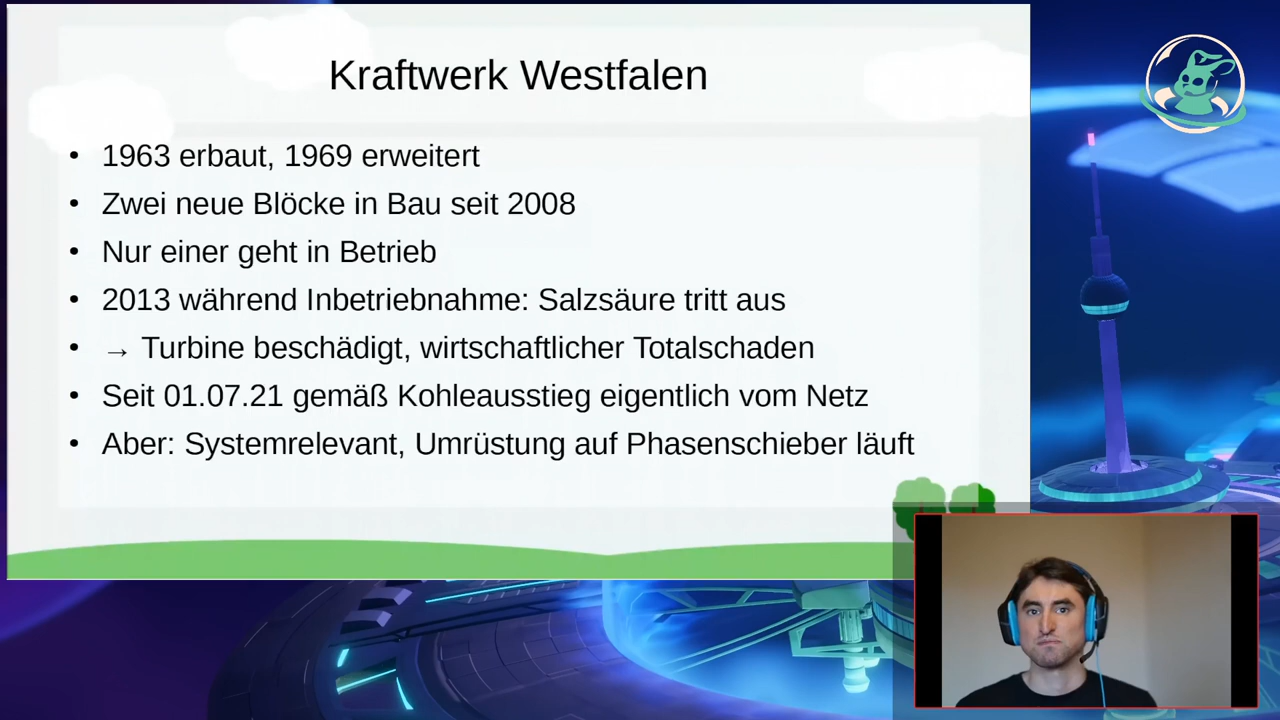 Kraftwerk Westfalen
• 1963 erbaut, 1969 erweitert
• Zwei neue Blöcke in Bau seit 2008
• Nur einer geht in Betrieb
• 2013 während Inbetriebnahme: Salzsäure tritt aus
• → Turbine beschädigt, wirtschaftlicher Totalschaden
• Seit 01.07.21 gemäß Kohleausstieg eigentlich vom Netz
• Aber: Systemrelevant, Umrüstung auf Phasenschieber läuft